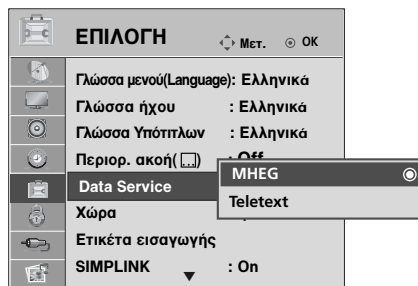 ΕΠΙΛΟΓΗ Μετ. OK
Γλώσσα μενού(Language): Ελληνικά
Γλώσσα ήχου : Ελληνικά
Γλώσσα Υπότιτλων : Ελληνικά
Περιορ. ακοή( ) : Off
MHEG
Data Service
Teletext
Χώρα
Ετικέτα εισαγωγής
SIMPLINK : On